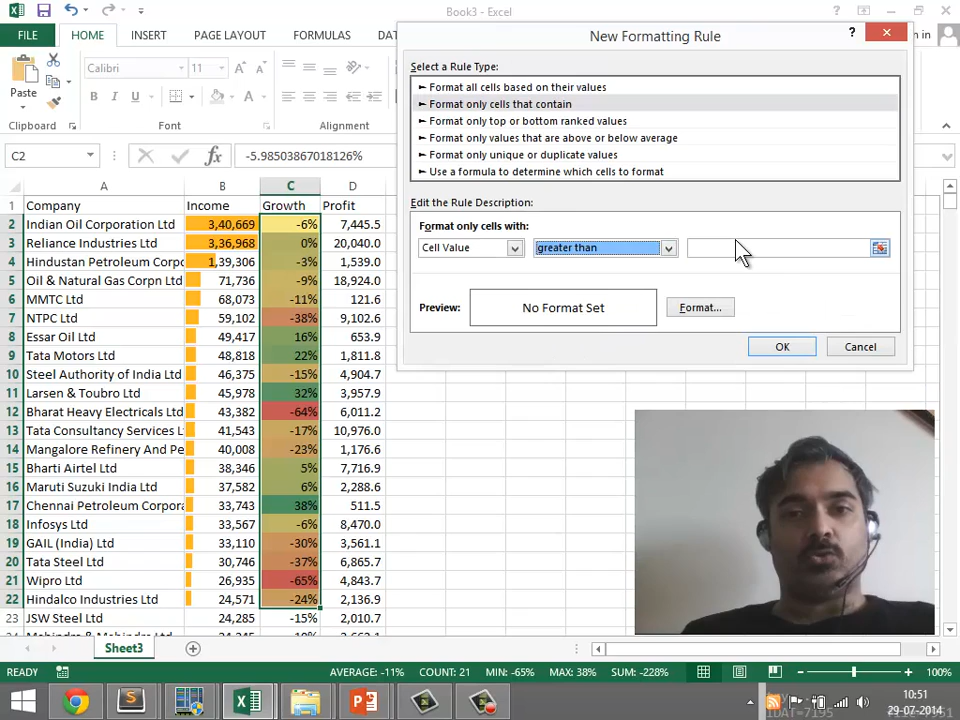 Book3 - Excel
FILE HOME INSERT PAGE LAYOUT FORMULAS DAT
in
Paste
Calibri 11
B I U
Clipboard Font Alignment
C2 -5.98503867018126%
A B C D
1 Company Income Growth Profit
2 Indian Oil Corporation Ltd 3,40,669 -6% 7,445.5
3 Reliance Industries Ltd 3,36,968 0% 20,040.0
4 Hindustan Petroleum Corpo 1,39,306 -3% 1,539.0
5 Oil & Natural Gas Corpn Ltd 71,736 -9% 18,924.0
6 MMTC Ltd 68,073 -11% 121.6
7 NTPC Ltd 59,102 -38% 9,102.6
8 Essar Oil Ltd 49,417 16% 653.9
9 Tata Motors Ltd 48,818 22% 1,811.8
10 Steel Authority of India Ltd 46,375 -15% 4,904.7
11 Larsen & Toubro Ltd 45,978 32% 3,957.9
12 Bharat Heavy Electricals Ltd 43,382 -64% 6,011.2
13 Tata Consultancy Services L 41,543 -17% 10,976.0
14 Mangalore Refinery And Pe 40,008 -23% 1,176.6
15 Bharti Airtel Ltd 38,346 5% 7,716.9
16 Maruti Suzuki India Ltd 37,582 6% 2,288.6
17 Chennai Petroleum Corpora 33,743 38% 511.5
18 Infosys Ltd 33,567 -6% 8,470.0
19 GAIL (India) Ltd 33,110 -30% 3,561.1
20 Tata Steel Ltd 30,746 -37% 6,865.7
21 Wipro Ltd 26,935 -65% 4,843.7
22 Hindalco Industries Ltd 24,571 -24% 2,136.9
23 JSW Steel Ltd 24,285 -15% 2,010.7
New Formatting Rule
Select a Rule Type:
► Format all cells based on their values
► Format only cells that contain
► Format only top or bottom ranked values
► Format only values that are above or below average
► Format only unique or duplicate values
► Use a formula to determine which cells to format
Edit the Rule Description:
Format only cells with:
Cell Value greater than
Preview: No Format Set Format...
OK Cancel
Sheet3
READY AVERAGE: -11% COUNT: 21 MIN: -65% MAX: 38% SUM: -228% 100%
10:51
29-07-2014